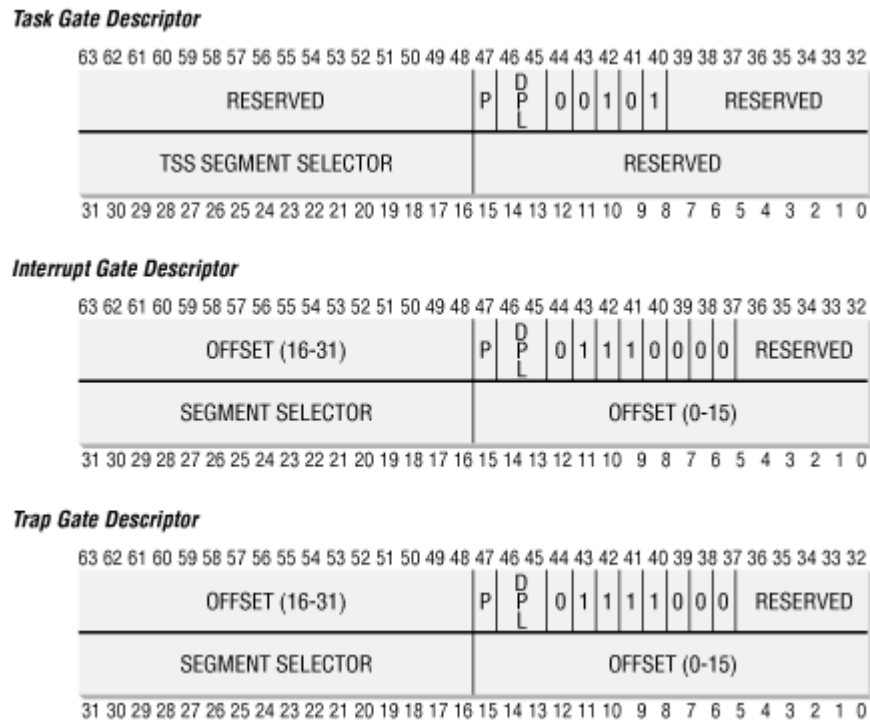 Task Gate Descriptor
63 62 61 60 59 58 57 56 55 54 53 52 51 50 49 48 47 46 45 44 43 42 41 40 39 38 37 36 35 34 33 32
RESERVED P DPL 0 0 1 0 1 RESERVED
TSS SEGMENT SELECTOR RESERVED
31 30 29 28 27 26 25 24 23 22 21 20 19 18 17 16 15 14 13 12 11 10 9 8 7 6 5 4 3 2 1 0
Interrupt Gate Descriptor
63 62 61 60 59 58 57 56 55 54 53 52 51 50 49 48 47 46 45 44 43 42 41 40 39 38 37 36 35 34 33 32
OFFSET (16-31) P DPL 0 1 1 1 0 0 0 0 RESERVED
SEGMENT SELECTOR OFFSET (0-15)
31 30 29 28 27 26 25 24 23 22 21 20 19 18 17 16 15 14 13 12 11 10 9 8 7 6 5 4 3 2 1 0
Trap Gate Descriptor
63 62 61 60 59 58 57 56 55 54 53 52 51 50 49 48 47 46 45 44 43 42 41 40 39 38 37 36 35 34 33 32
OFFSET (16-31) P DPL 0 1 1 1 1 0 0 0 RESERVED
SEGMENT SELECTOR OFFSET (0-15)
31 30 29 28 27 26 25 24 23 22 21 20 19 18 17 16 15 14 13 12 11 10 9 8 7 6 5 4 3 2 1 0